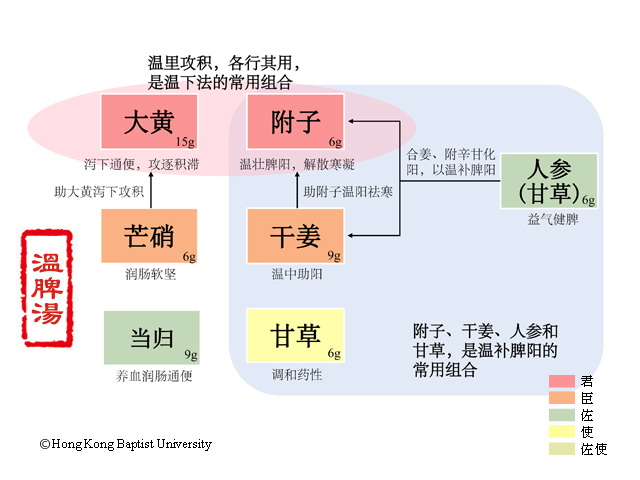 温里攻积，各行其用，
是温下法的常用组合
大黄
15g
附子
6g
泻下通便，攻逐积滞
温壮脾阳，解散寒凝
合姜、附辛甘化
阳，以温补脾阳
人参
(甘草)
6g
益气健脾
助大黄泻下攻积
助附子温阳祛寒
芒硝
6g
干姜
9g
润肠软坚
温中助阳
溫脾湯
当归
9g
甘草
6g
养血润肠通便
调和药性
附子、干姜、人参和
甘草，是温补脾阳的
常用组合
君
臣
佐
使
佐使
©Hong Kong Baptist University